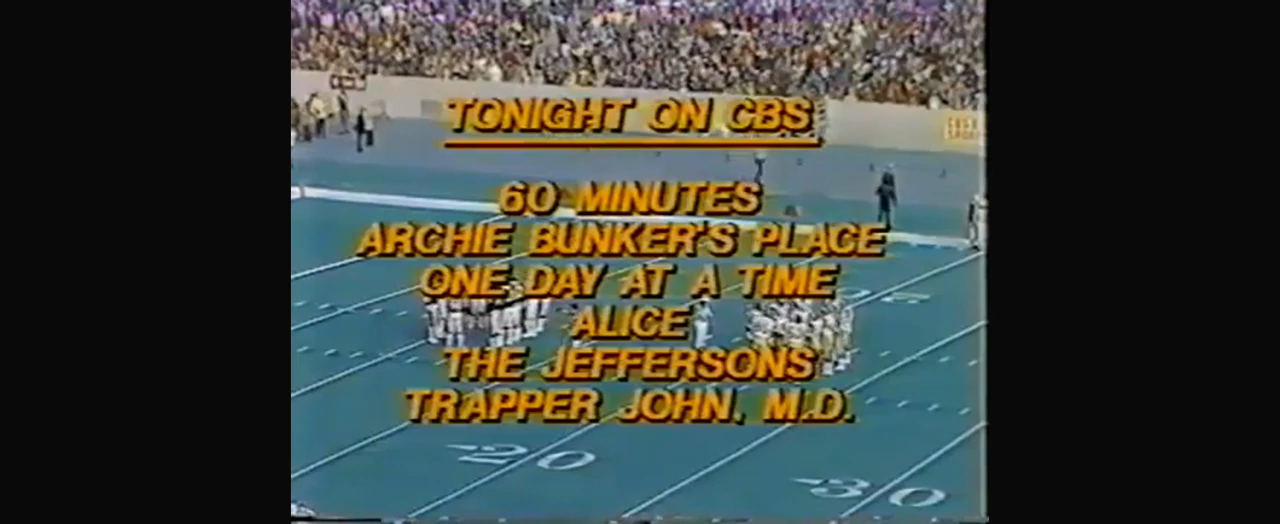 TONIGHT ON CBS
60 MINUTES
ARCHIE BUNKER'S PLACE
ONE DAY AT A TIME
ALICE
THE JEFFERSONS
TRAPPER JOHN, M.D.
20
30